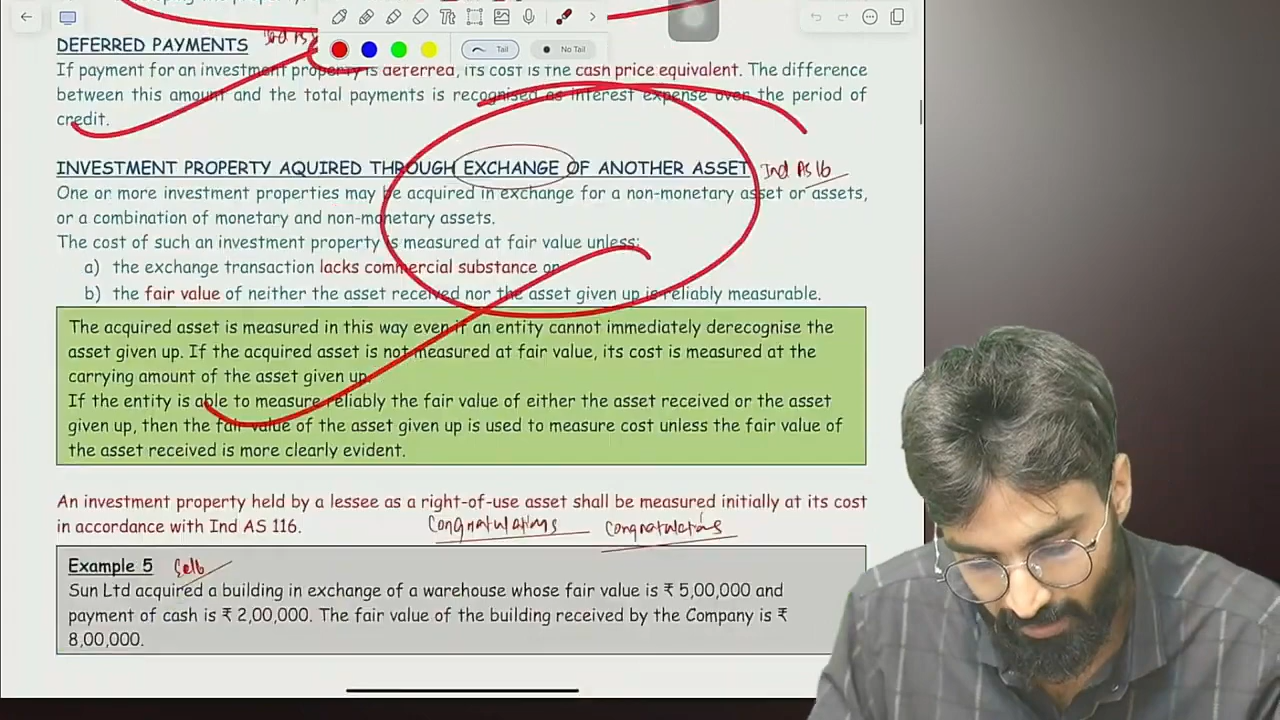 Tail
No Tail
DEFERRED PAYMENTS
If payment for an investment property is deferred, its cost is the cash price equivalent. The difference
between this amount and the total payments is recognised as interest expense over the period of
credit.
INVESTMENT PROPERTY AQUIRED THROUGH EXCHANGE OF ANOTHER ASSET Ind AS 16
One or more investment properties may be acquired in exchange for a non-monetary asset or assets,
or a combination of monetary and non-monetary assets.
The cost of such an investment property is measured at fair value unless:
a) the exchange transaction lacks commercial substance or
b) the fair value of neither the asset received nor the asset given up is reliably measurable.
The acquired asset is measured in this way even if an entity cannot immediately derecognise the
asset given up. If the acquired asset is not measured at fair value, its cost is measured at the
carrying amount of the asset given up.
If the entity is able to measure reliably the fair value of either the asset received or the asset
given up, then the fair value of the asset given up is used to measure cost unless the fair value of
the asset received is more clearly evident.
An investment property held by a lessee as a right-of-use asset shall be measured initially at its cost
in accordance with Ind AS 116.
Congratulations Congratulations
Example 5 Self
Sun Ltd acquired a building in exchange of a warehouse whose fair value is ₹ 5,00,000 and
payment of cash is ₹ 2,00,000. The fair value of the building received by the Company is ₹
8,00,000.